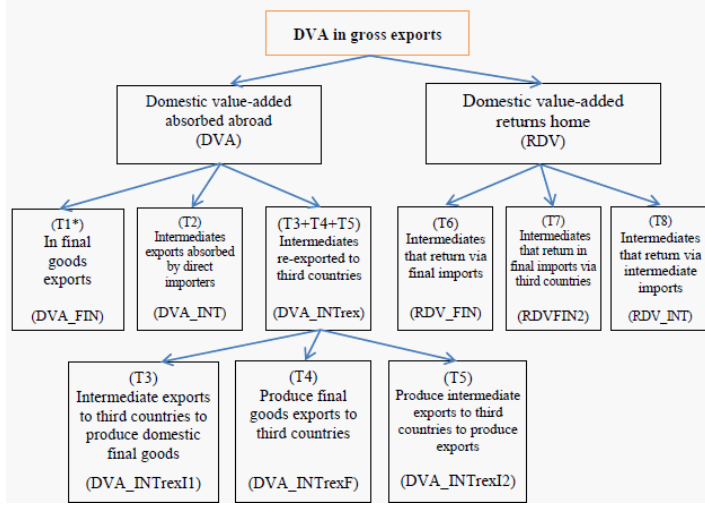 DVA in gross exports
Domestic value-added
absorbed abroad
(DVA)
Domestic value-added
returns home
(RDV)
(T1*)
In final
goods
exports
(DVA_FIN)
(T2)
Intermediates
exports absorbed
by direct
importers
(DVA_INT)
(T3+T4+T5)
Intermediates
re-exported to
third countries
(DVA_INTrex)
(T6)
Intermediates
that return via
final imports
(RDV_FIN)
(T7)
Intermediates
that return in
final imports via
third countries
(RDVFIN2)
(T8)
Intermediates
that return via
intermediate
imports
(RDV_INT)
(T3)
Intermediate exports
to third countries to
produce domestic
final goods
(DVA_INTrexI1)
(T4)
Produce final
goods exports to
third countries
(DVA_INTrexF)
(T5)
Produce intermediate
exports to third
countries to produce
exports
(DVA_INTrexI2)